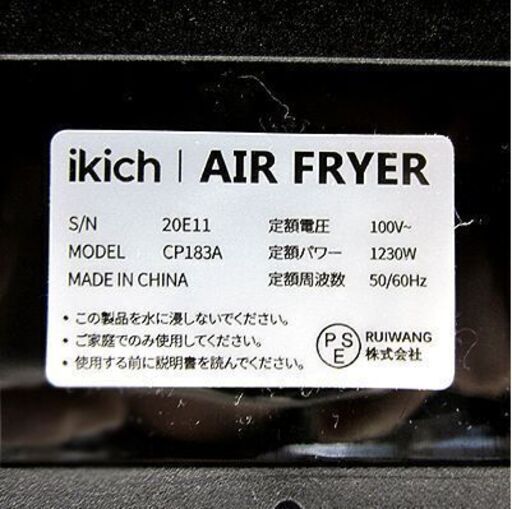 ikich | AIR FRYER
S/N 20E11 定額電圧 100V~
MODEL CP183A 定額パワー 1230W
MADE IN CHINA 定額周波数 50/60Hz
• この製品を水に浸しないでください。
• ご家庭でのみ使用してください。
• 使用する前に説明書を読んでください。
PSE
RUIWANG
株式会社